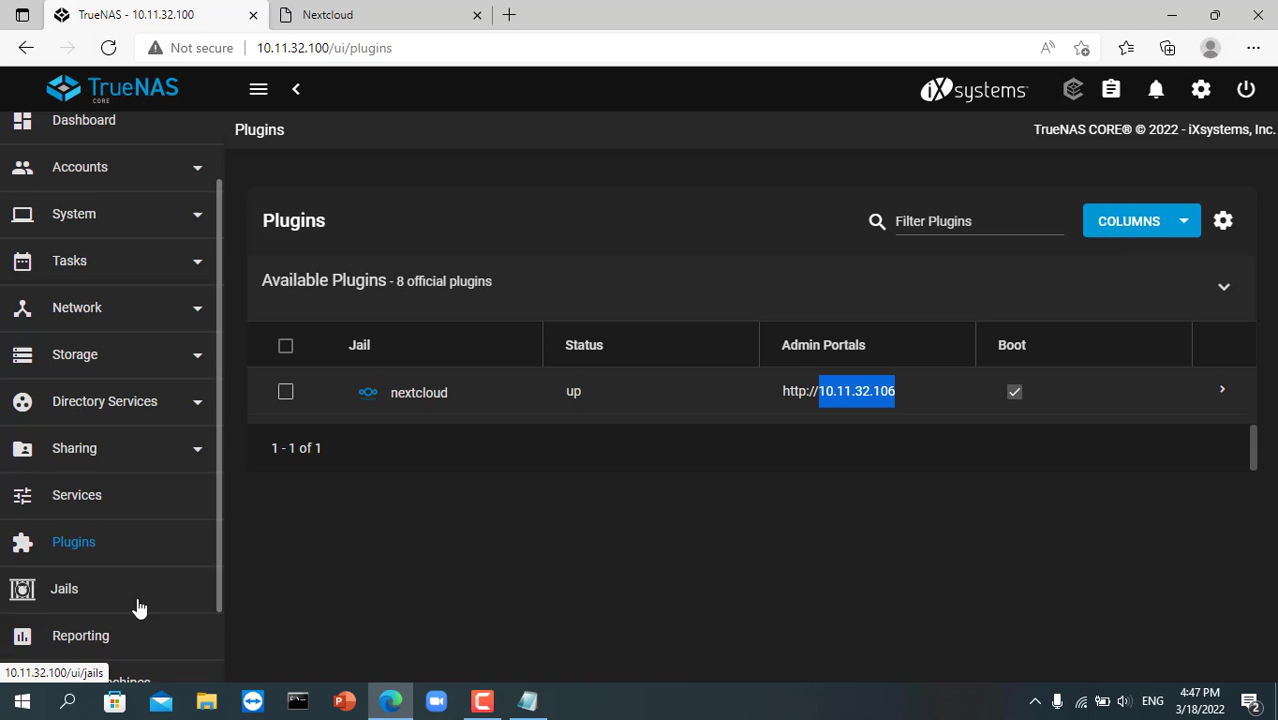 TrueNAS - 10.11.32.100
Nextcloud
Not secure
10.11.32.100/ui/plugins
TrueNAS
CORE
iXsystems
Plugins
TrueNAS CORE® © 2022 - iXsystems, Inc.
Dashboard
Accounts
System
Tasks
Network
Storage
Directory Services
Sharing
Services
Plugins
Jails
Reporting
10.11.32.100/ui/jails
Plugins
Filter Plugins
COLUMNS
Available Plugins - 8 official plugins
Jail
Status
Admin Portals
Boot
nextcloud
up
http://10.11.32.106
1 - 1 of 1
ENG
4:47 PM
3/18/2022
2